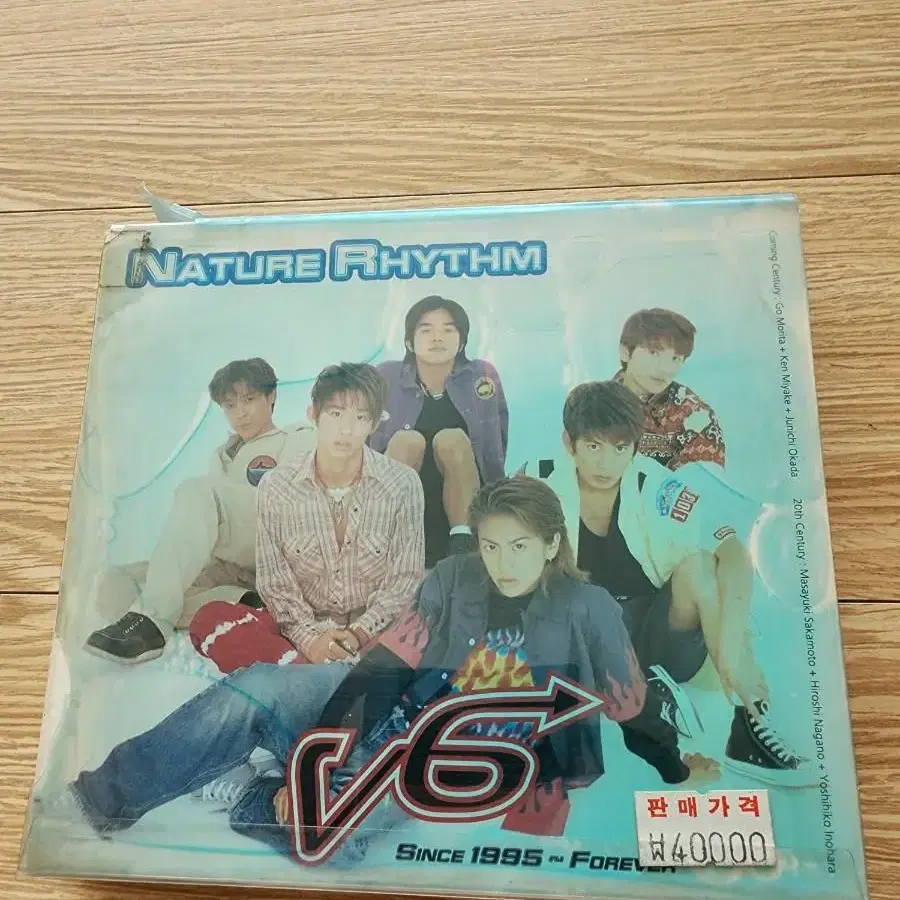 NATURE RHYTHM
Coming Century : Go Morita + Ken Miyake + Junichi Okada 20th Century : Masayuki Sakamoto + Hiroshi Nagano + Yoshihiko Inohara
103
V6
SINCE 1995 ~ FOREVER
판매가격
₩40000